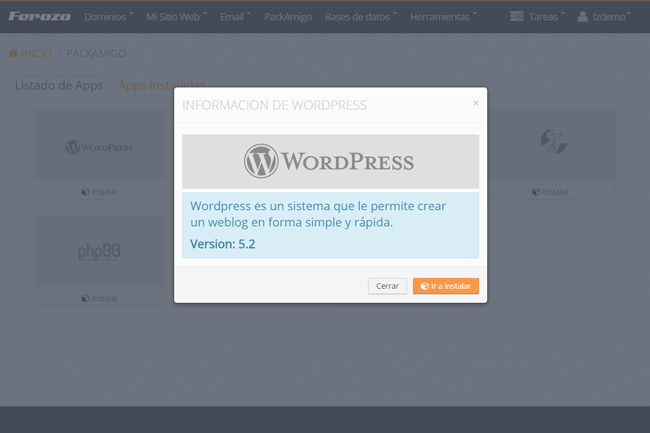 Ferozo Dominios Mi Sitio Web Email PackAmigo Bases de datos Herramientas Tareas fzdemo
INICIO / PACKAMIGO
Listado de Apps Apps Instaladas
INFORMACION DE WORDPRESS ×
WORDPRESS
WORDPRESS
Wordpress es un sistema que le permite crear
un weblog en forma simple y rápida.
Version: 5.2
Instalar Instalar
phpBB
Cerrar Ir a instalar
Instalar